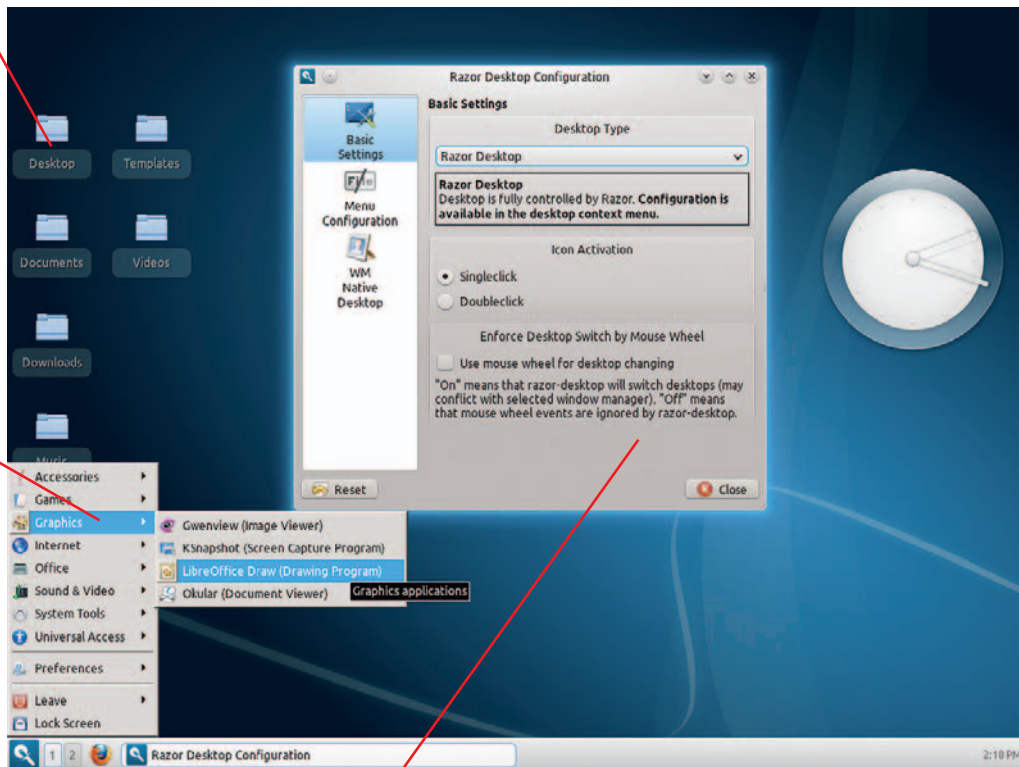 Razor Desktop Configuration
Basic Settings
Desktop Type
Razor Desktop
Razor Desktop
Desktop is fully controlled by Razor. Configuration is
available in the desktop context menu.
Icon Activation
Singleclick
Doubleclick
Enforce Desktop Switch by Mouse Wheel
Use mouse wheel for desktop changing
"On" means that razor-desktop will switch desktops (may
conflict with selected window manager). "Off" means
that mouse wheel events are ignored by razor-desktop.
Basic
Settings
File
Menu
Configuration
WM
Native
Desktop
Reset
Close
Desktop
Templates
Documents
Videos
Downloads
Music
Accessories
Games
Graphics
Internet
Office
Sound & Video
System Tools
Universal Access
Preferences
Leave
Lock Screen
Gwenview (Image Viewer)
KSnapshot (Screen Capture Program)
LibreOffice Draw (Drawing Program)
Okular (Document Viewer)
Graphics applications
1
2
Razor Desktop Configuration
2:18 PM